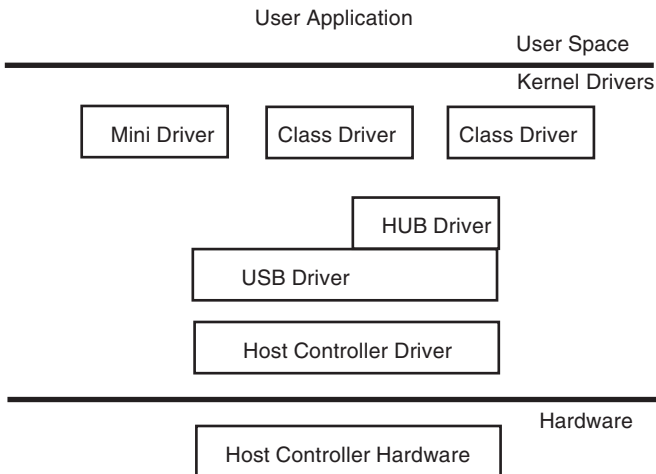 User Application
User Space
Kernel Drivers
Mini Driver
Class Driver
Class Driver
HUB Driver
USB Driver
Host Controller Driver
Hardware
Host Controller Hardware